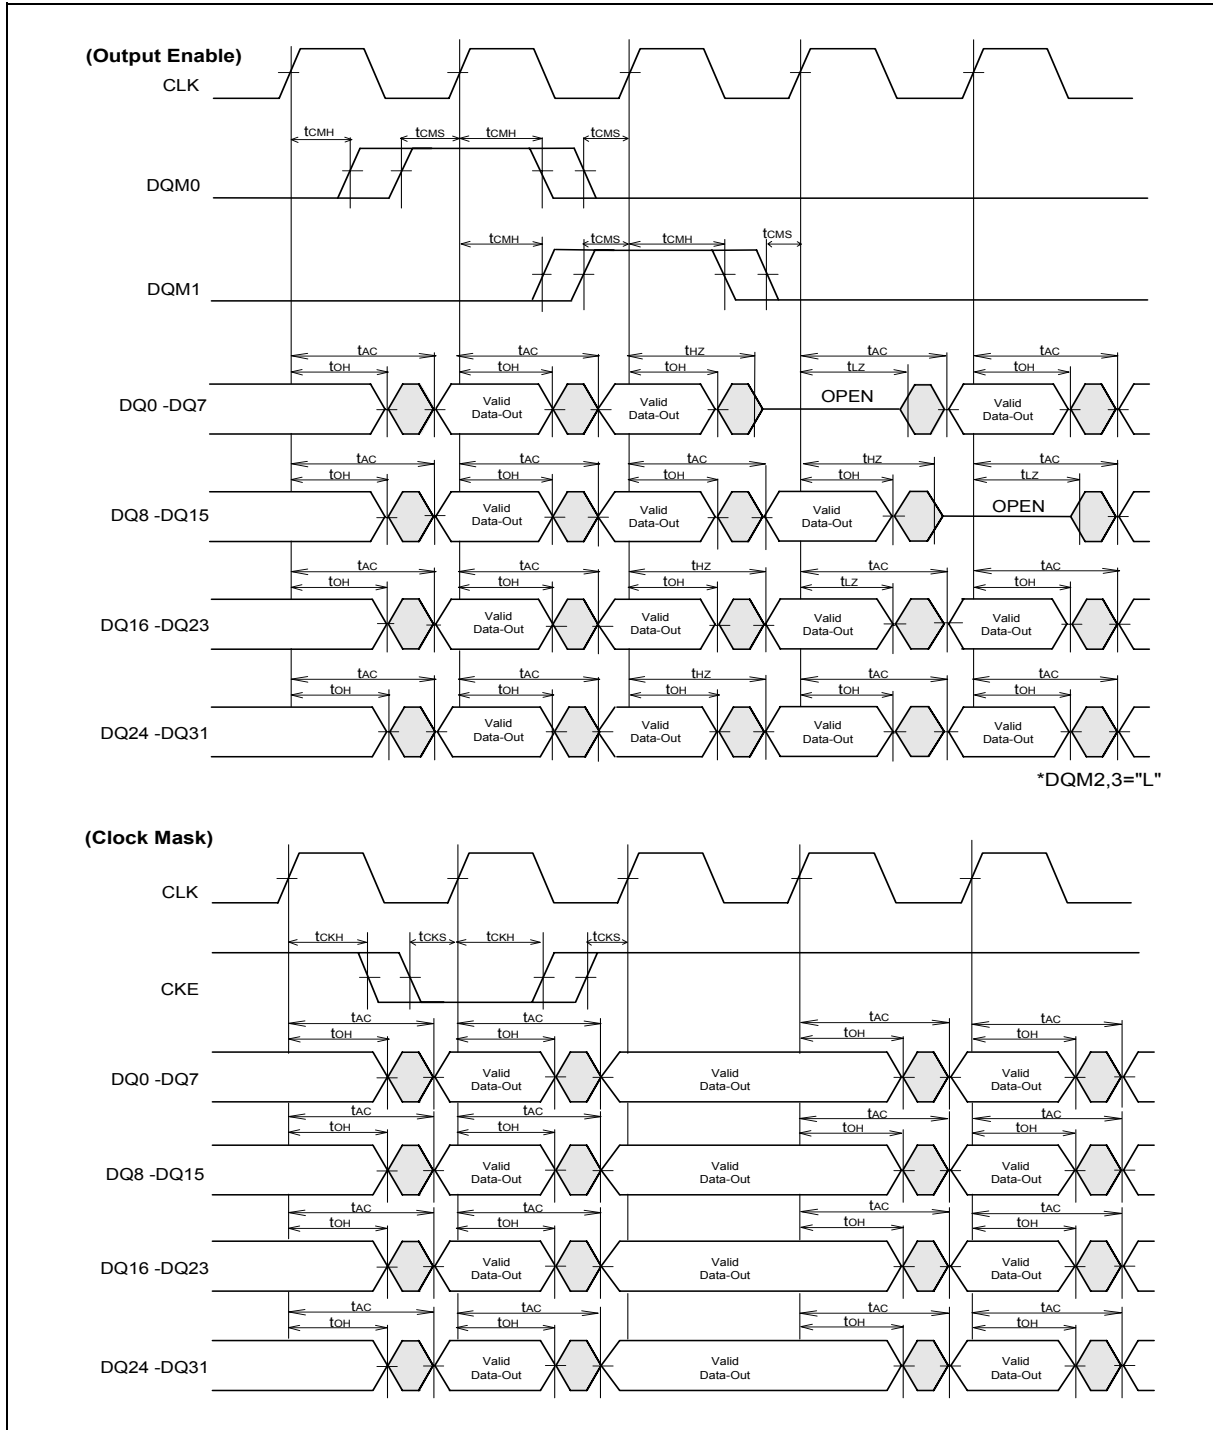 (Output Enable)
CLK
tCMH tCMS tCMH tCMS
DQM0
tCMH tCMS tCMH tCMS
DQM1
tAC tAC tHZ tAC tAC
tOH tOH tOH tLZ tOH
DQ0 -DQ7
Valid Data-Out
Valid Data-Out
OPEN
Valid Data-Out
tAC tAC tAC tHZ tAC
tOH tOH tOH tOH tLZ
DQ8 -DQ15
Valid Data-Out
Valid Data-Out
Valid Data-Out
OPEN
tAC tAC tHZ tAC tAC
tOH tOH tOH tLZ tOH
DQ16 -DQ23
Valid Data-Out
Valid Data-Out
Valid Data-Out
Valid Data-Out
tAC tAC tHZ tAC tAC
tOH tOH tOH tOH tOH
DQ24 -DQ31
Valid Data-Out
Valid Data-Out
Valid Data-Out
Valid Data-Out
*DQM2,3="L"
(Clock Mask)
CLK
tCKH tCKS tCKH tCKS
CKE
tAC tAC tAC tAC
tOH tOH tOH tOH
DQ0 -DQ7
Valid Data-Out
Valid Data-Out
Valid Data-Out
tAC tAC tAC tAC
tOH tOH tOH tOH
DQ8 -DQ15
Valid Data-Out
Valid Data-Out
Valid Data-Out
tAC tAC tAC tAC
tOH tOH tOH tOH
DQ16 -DQ23
Valid Data-Out
Valid Data-Out
Valid Data-Out
tAC tAC tAC tAC
tOH tOH tOH tOH
DQ24 -DQ31
Valid Data-Out
Valid Data-Out
Valid Data-Out